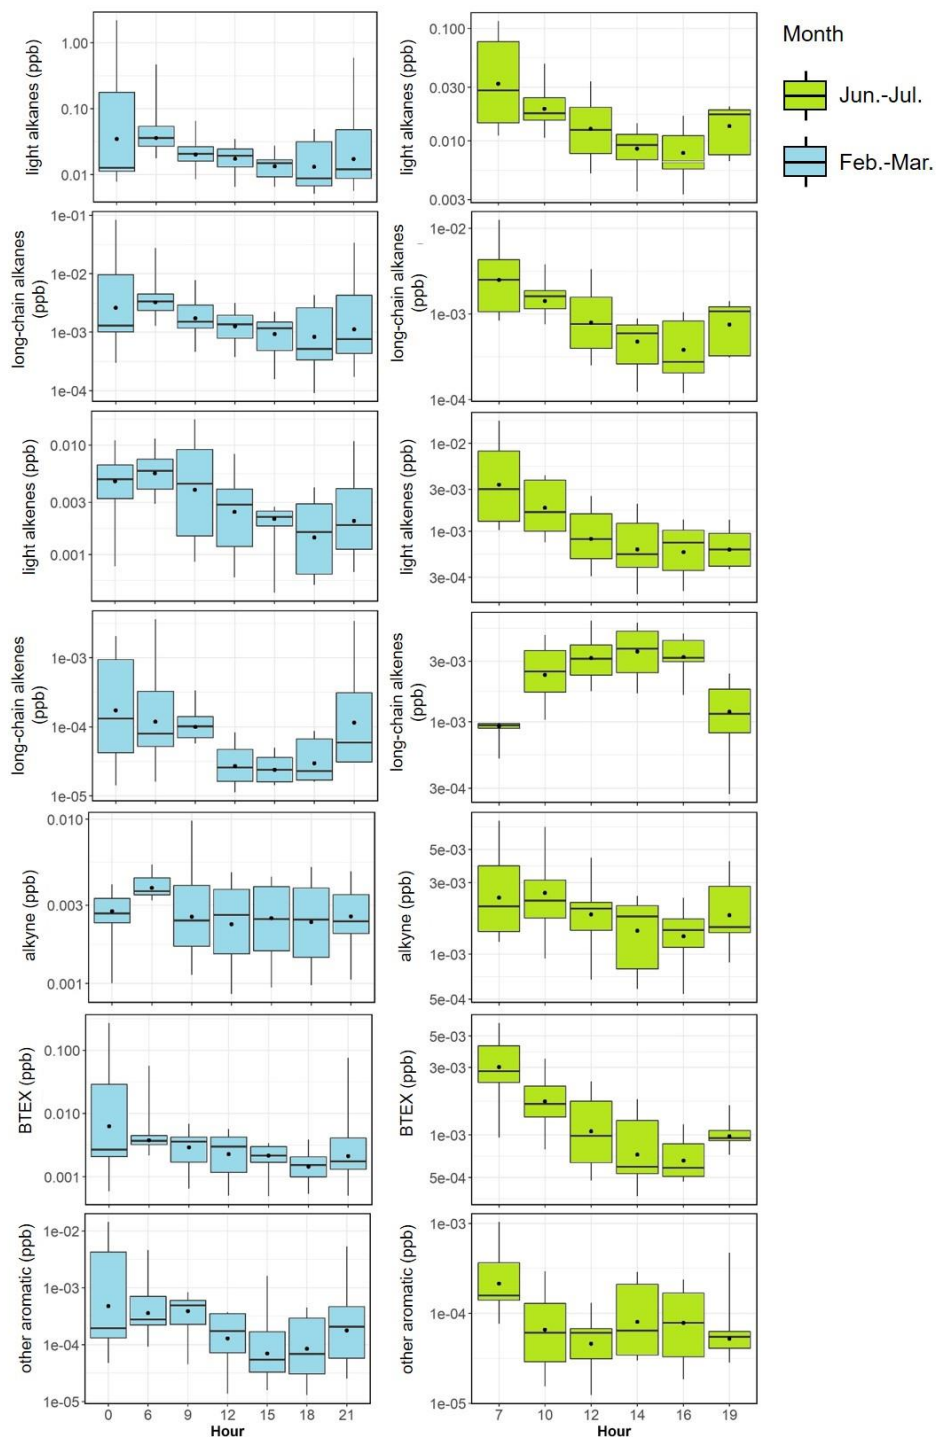 Month
Jun.-Jul.
Feb.-Mar.
light alkanes (ppb)
1.00
0.10
0.01
light alkanes (ppb)
0.100
0.030
0.010
0.003
long-chain alkanes
(ppb)
1e-01
1e-02
1e-03
1e-04
long-chain alkanes
(ppb)
1e-02
1e-03
1e-04
light alkenes (ppb)
0.010
0.003
0.001
light alkenes (ppb)
1e-02
3e-03
1e-03
3e-04
long-chain alkenes
(ppb)
1e-03
1e-04
1e-05
long-chain alkenes
(ppb)
3e-03
1e-03
3e-04
alkyne (ppb)
0.010
0.003
0.001
alkyne (ppb)
5e-03
3e-03
1e-03
5e-04
BTEX (ppb)
0.100
0.010
0.001
BTEX (ppb)
5e-03
3e-03
1e-03
5e-04
other aromatic (ppb)
1e-02
1e-03
1e-04
1e-05
0 6 9 12 15 18 21
Hour
other aromatic (ppb)
1e-03
1e-04
1e-05
7 10 12 14 16 19
Hour